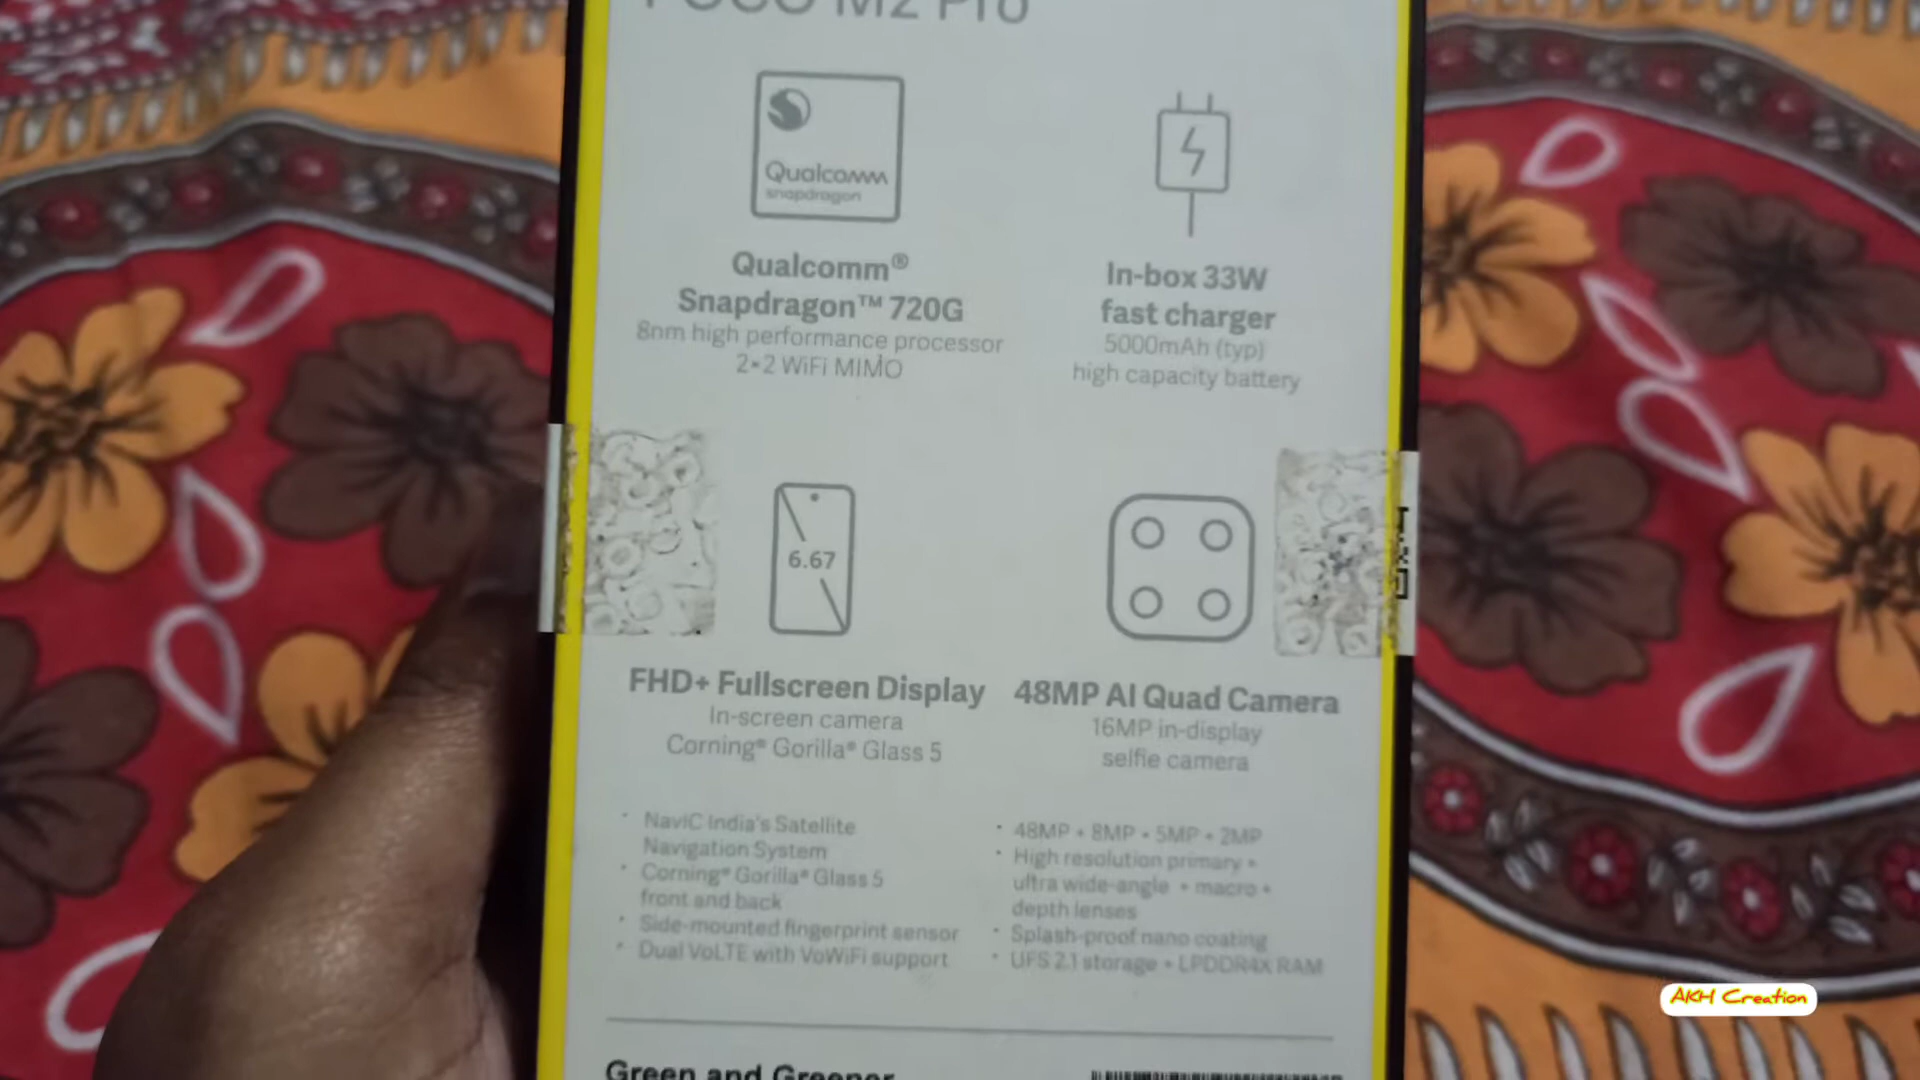 POCO M2 Pro
Qualcomm
snapdragon
Qualcomm®
Snapdragon™ 720G
8nm high performance processor
2×2 WiFi MIMO
In-box 33W
fast charger
5000mAh (typ)
high capacity battery
6.67
FHD+ Fullscreen Display
In-screen camera
Corning® Gorilla® Glass 5
48MP AI Quad Camera
16MP in-display
selfie camera
• NavIC India's Satellite
Navigation System
• Corning® Gorilla® Glass 5
front and back
• Side-mounted fingerprint sensor
• Dual VoLTE with VoWiFi support
• 48MP + 8MP + 5MP + 2MP
• High resolution primary +
ultra wide-angle + macro +
depth lenses
• Splash-proof nano coating
• UFS 2.1 storage + LPDDR4X RAM
Green and Greener
AKH Creation